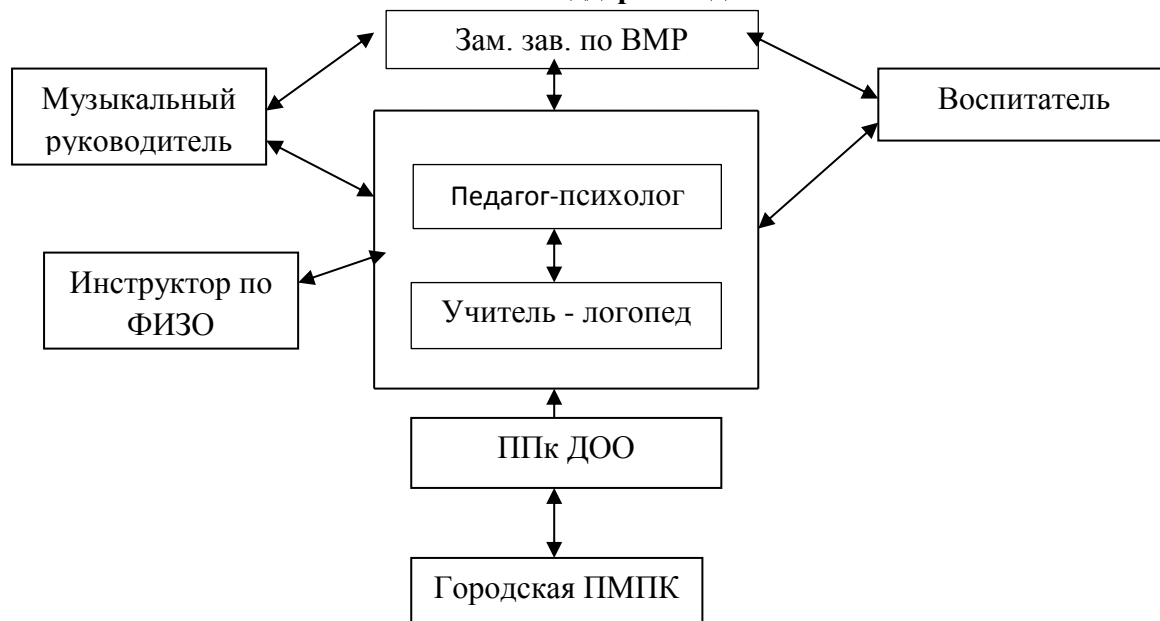 Зам. зав. по ВМР
Музыкальный
руководитель
Воспитатель
Педагог-психолог
Инструктор по
ФИЗО
Учитель - логопед
ППк ДОО
Городская ПМПК